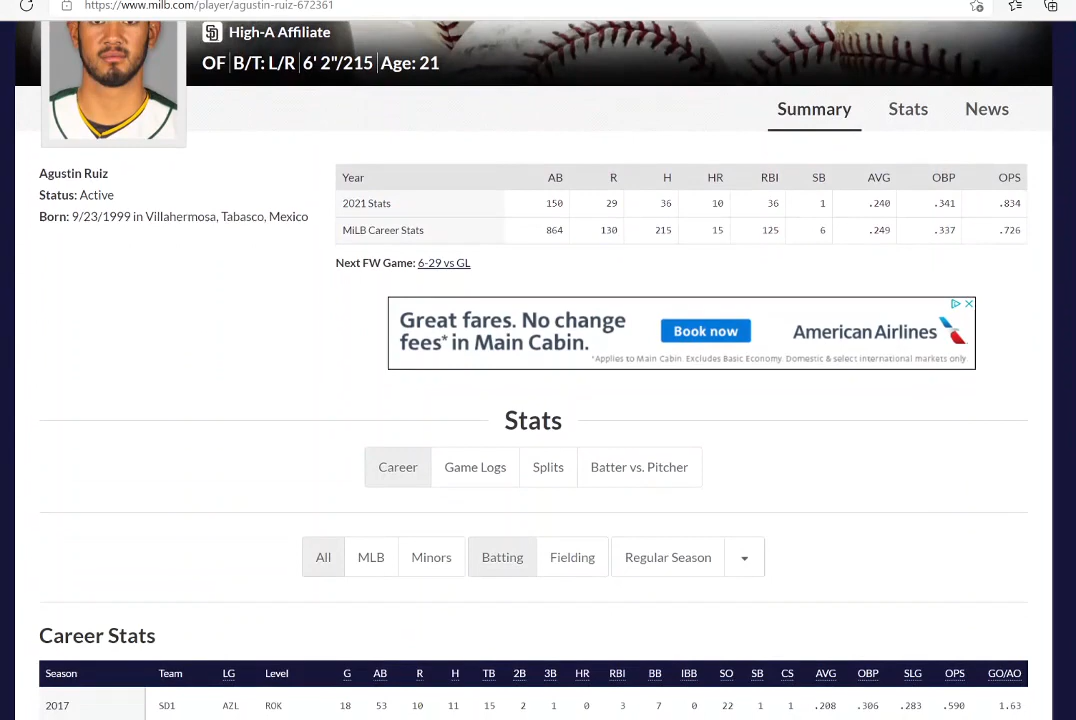 https://www.milb.com/player/agustin-ruiz-672361
SD High-A Affiliate
OF | B/T: L/R | 6' 2"/215 | Age: 21
Summary Stats News
Agustin Ruiz
Status: Active
Born: 9/23/1999 in Villahermosa, Tabasco, Mexico
Year AB R H HR RBI SB AVG OBP OPS
2021 Stats 150 29 36 10 36 1 .240 .341 .834
MiLB Career Stats 864 130 215 15 125 6 .249 .337 .726
Next FW Game: 6-29 vs GL
Great fares. No change
fees* in Main Cabin.
Book now
American Airlines
*Applies to Main Cabin. Excludes Basic Economy. Domestic & select international markets only.
Stats
Career Game Logs Splits Batter vs. Pitcher
All MLB Minors Batting Fielding Regular Season
Career Stats
Season Team LG Level G AB R H TB 2B 3B HR RBI BB IBB SO SB CS AVG OBP SLG OPS GO/AO
2017 SD1 AZL ROK 18 53 10 11 15 2 1 0 3 7 0 22 1 1 .208 .306 .283 .590 1.63